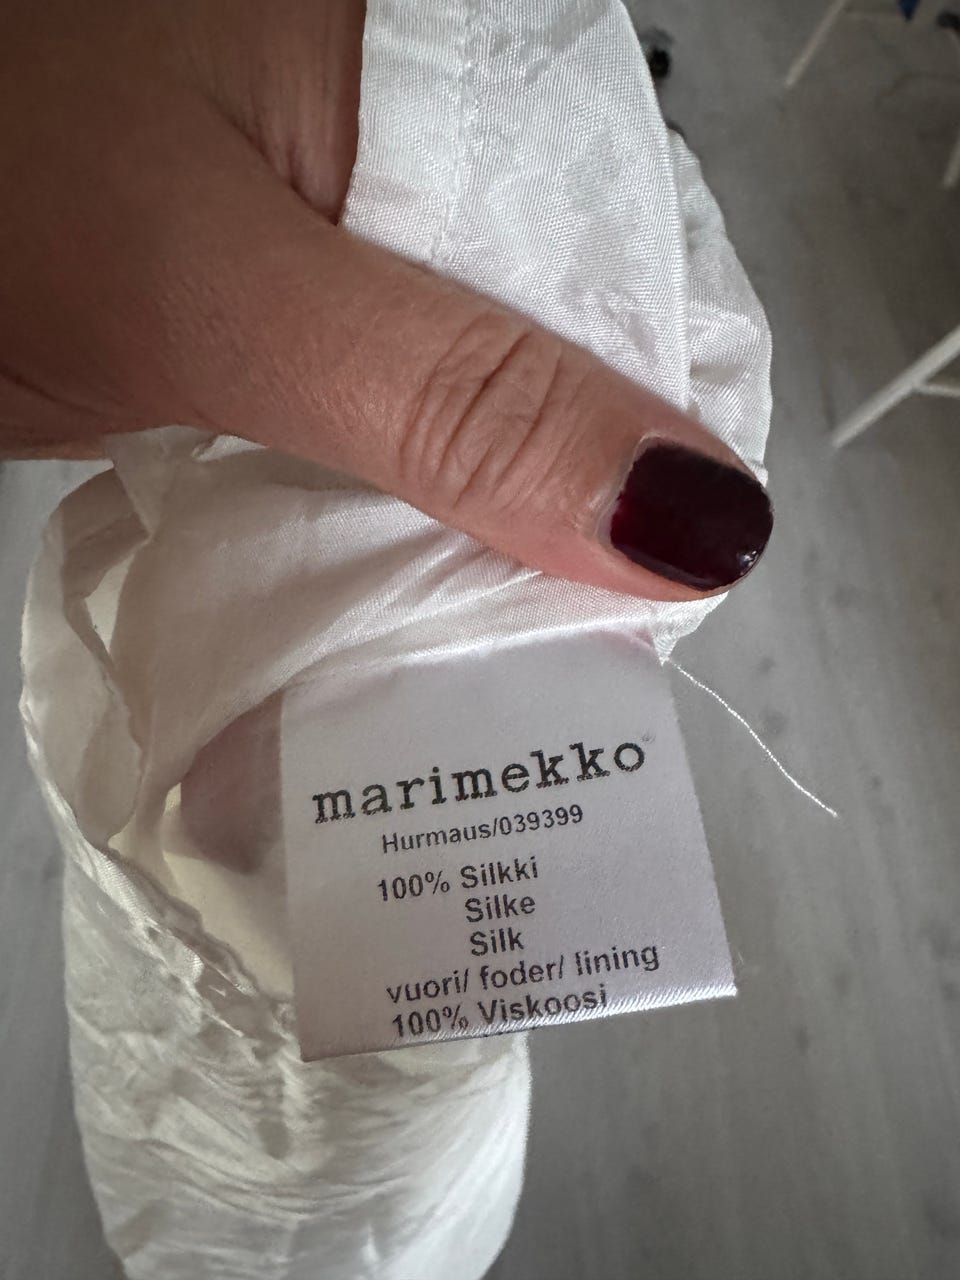 marimekko
Hurmaus/039399
100% Silkki
Silke
Silk
vuori/ foder/ lining
100% Viskoosi